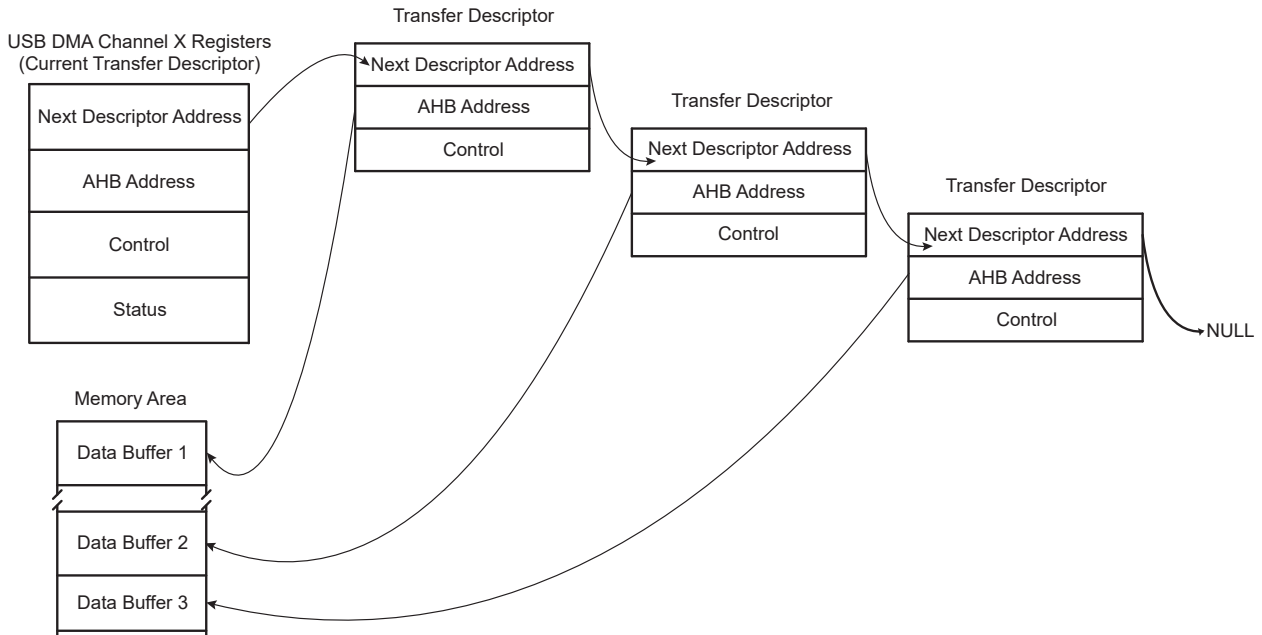 Transfer Descriptor
USB DMA Channel X Registers
(Current Transfer Descriptor)
Next Descriptor Address
AHB Address
Control
Status
Next Descriptor Address
AHB Address
Control
Transfer Descriptor
Next Descriptor Address
AHB Address
Control
Transfer Descriptor
Next Descriptor Address
AHB Address
Control
NULL
Memory Area
Data Buffer 1
Data Buffer 2
Data Buffer 3